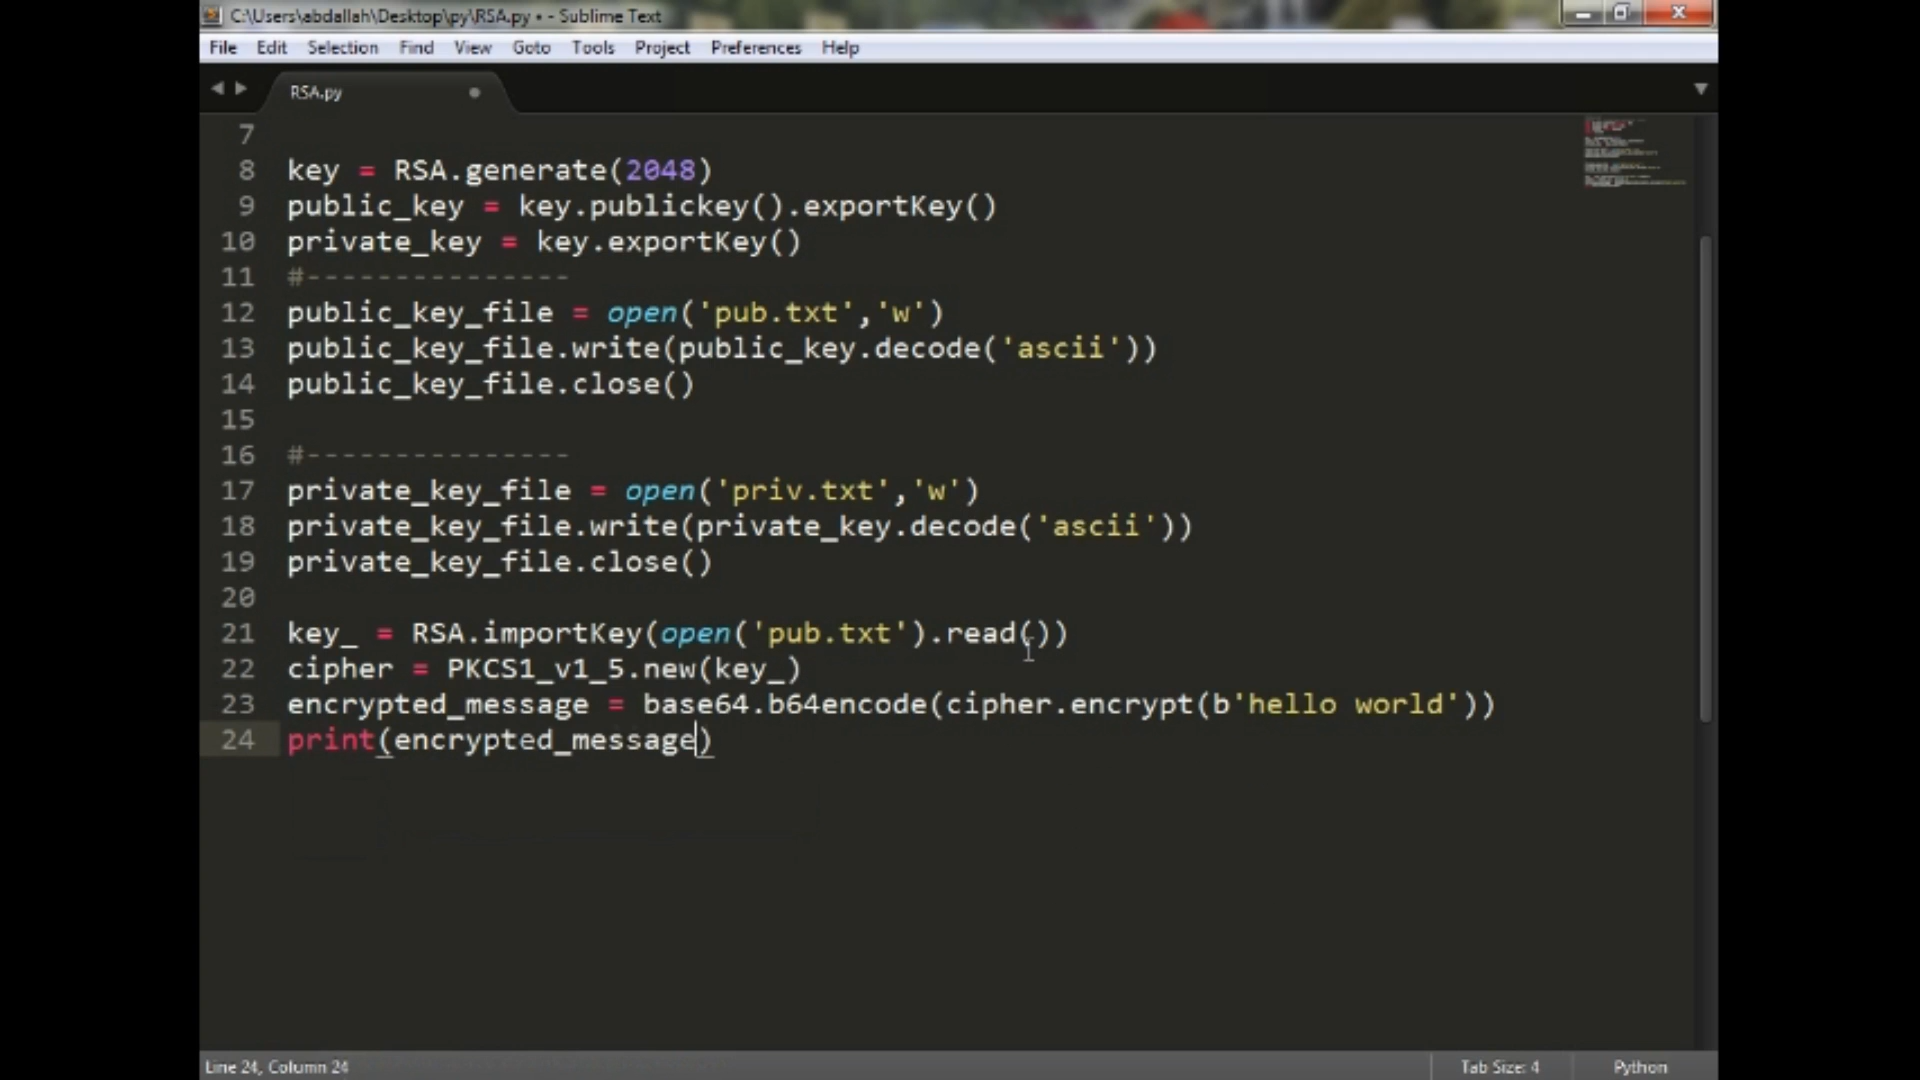 C:\Users\abdallah\Desktop\py\RSA.py • - Sublime Text
File Edit Selection Find View Goto Tools Project Preferences Help
RSA.py
7
8 key = RSA.generate(2048)
9 public_key = key.publickey().exportKey()
10 private_key = key.exportKey()
11 #---------------
12 public_key_file = open('pub.txt','w')
13 public_key_file.write(public_key.decode('ascii'))
14 public_key_file.close()
15
16 #---------------
17 private_key_file = open('priv.txt','w')
18 private_key_file.write(private_key.decode('ascii'))
19 private_key_file.close()
20
21 key_ = RSA.importKey(open('pub.txt').read())
22 cipher = PKCS1_v1_5.new(key_)
23 encrypted_message = base64.b64encode(cipher.encrypt(b'hello world'))
24 print(encrypted_message)
Line 24, Column 24 Tab Size: 4 Python